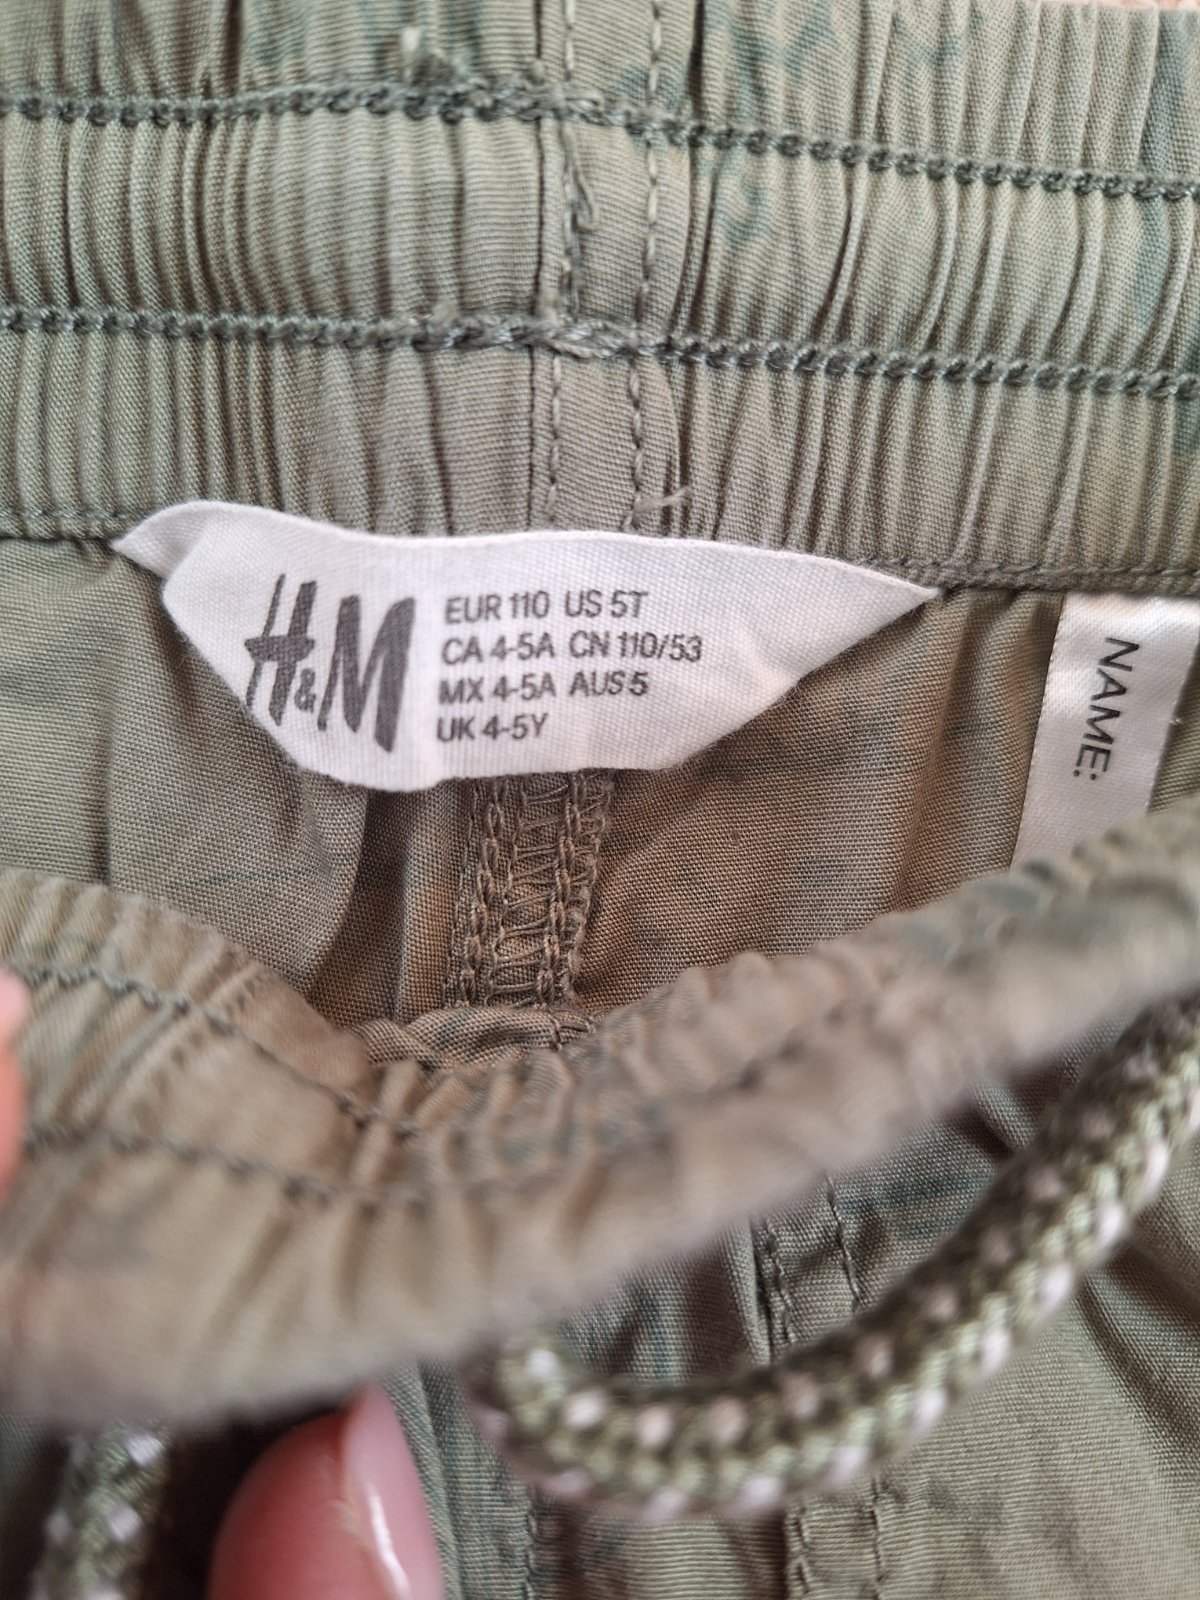 H&M
EUR 110 US 5T
CA 4-5A CN 110/53
MX 4-5A AUS 5
UK 4-5Y
NAME: